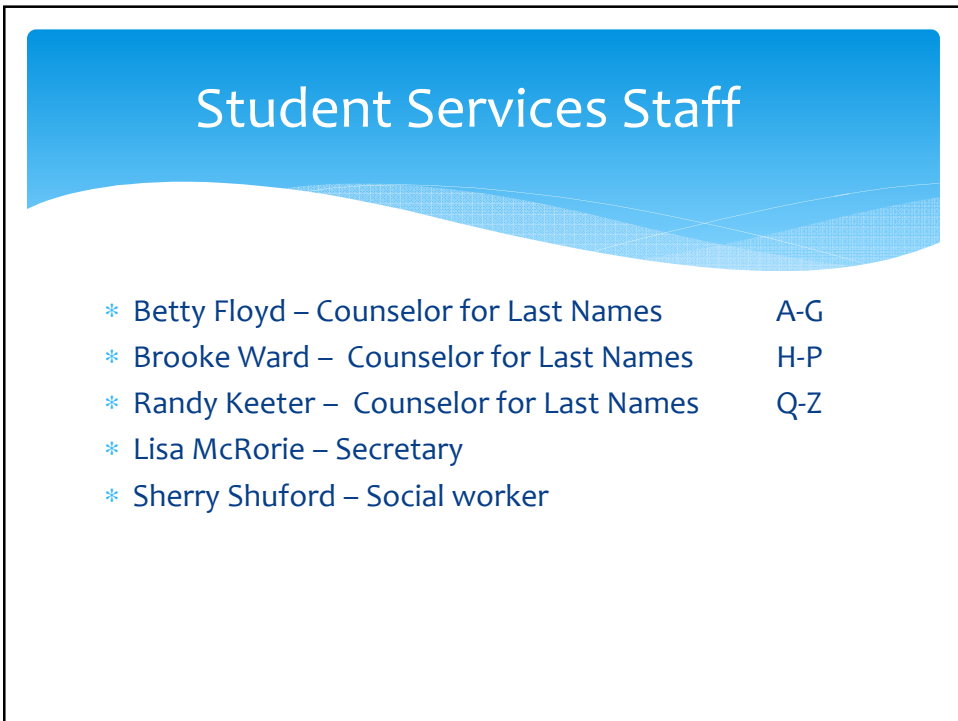 Student Services Staff
* Betty Floyd – Counselor for Last Names A-G
* Brooke Ward – Counselor for Last Names H-P
* Randy Keeter – Counselor for Last Names Q-Z
* Lisa McRorie – Secretary
* Sherry Shuford – Social worker